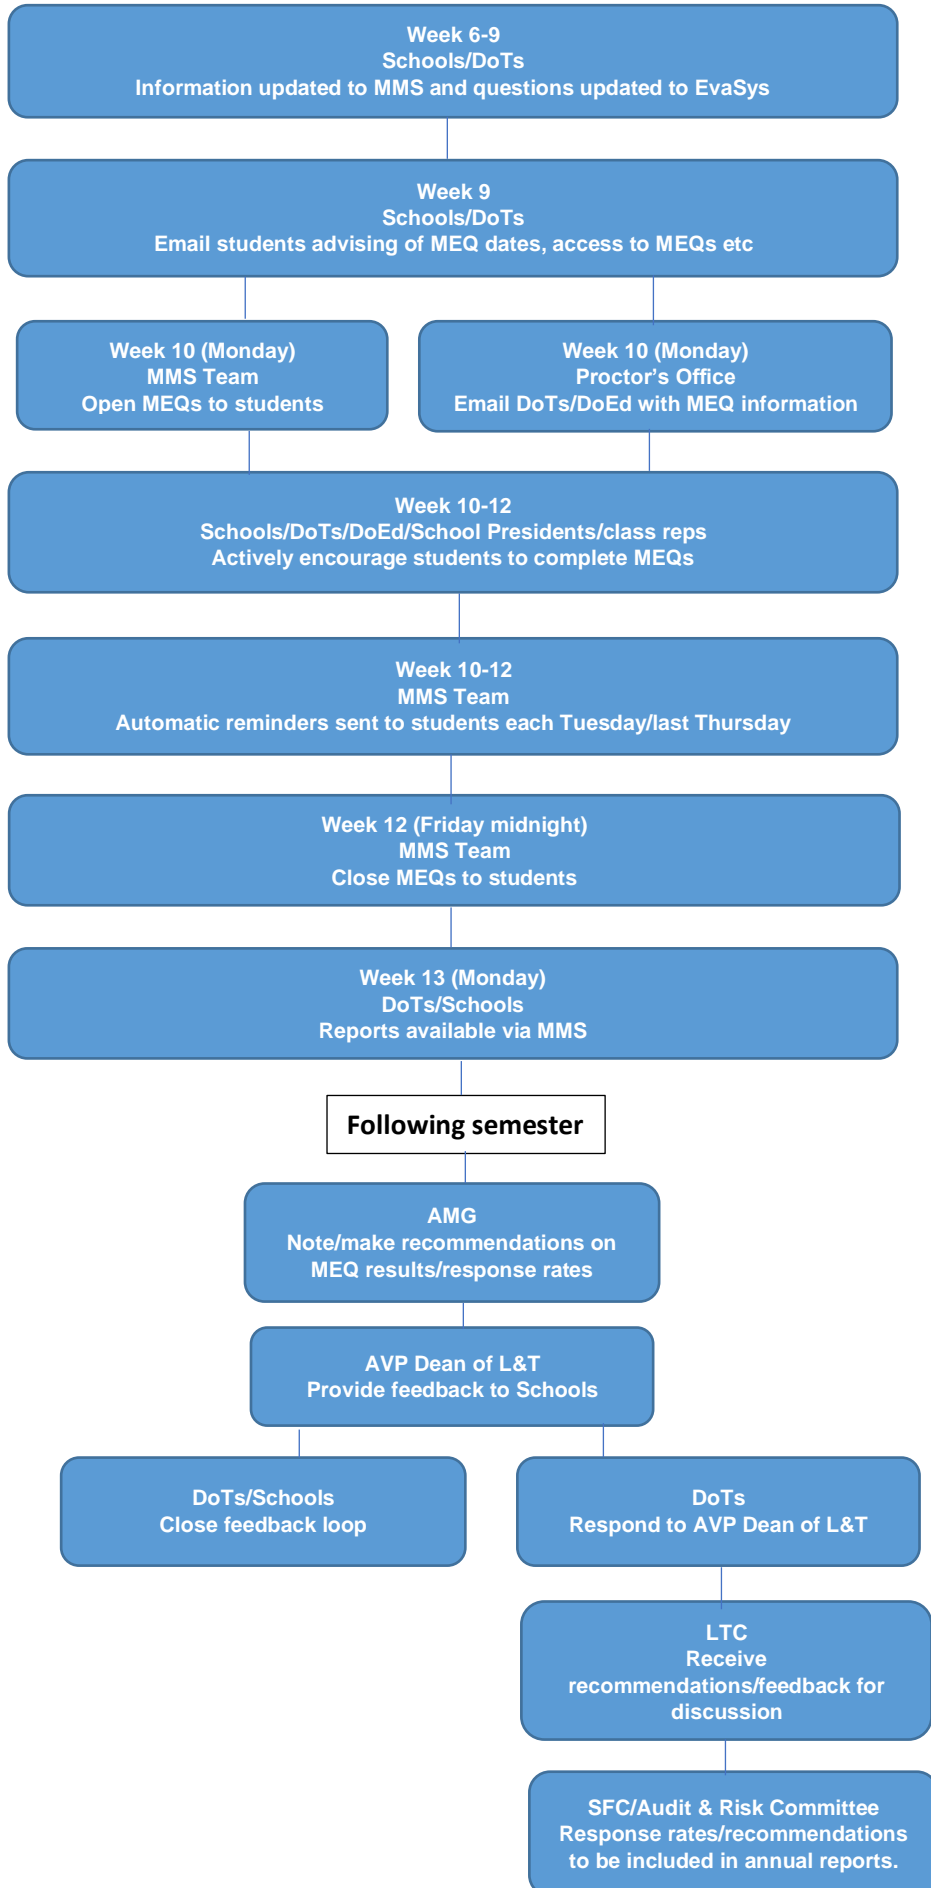 Week 6-9
Schools/DoTs
Information updated to MMS and questions updated to EvaSys
Week 9
Schools/DoTs
Email students advising of MEQ dates, access to MEQs etc
Week 10 (Monday)
MMS Team
Open MEQs to students
Week 10 (Monday)
Proctor’s Office
Email DoTs/DoEd with MEQ information
Week 10-12
Schools/DoTs/DoEd/School Presidents/class reps
Actively encourage students to complete MEQs
Week 10-12
MMS Team
Automatic reminders sent to students each Tuesday/last Thursday
Week 12 (Friday midnight)
MMS Team
Close MEQs to students
Week 13 (Monday)
DoTs/Schools
Reports available via MMS
Following semester
AMG
Note/make recommendations on
MEQ results/response rates
AVP Dean of L&T
Provide feedback to Schools
DoTs/Schools
Close feedback loop
DoTs
Respond to AVP Dean of L&T
LTC
Receive
recommendations/feedback for
discussion
SFC/Audit & Risk Committee
Response rates/recommendations
to be included in annual reports.